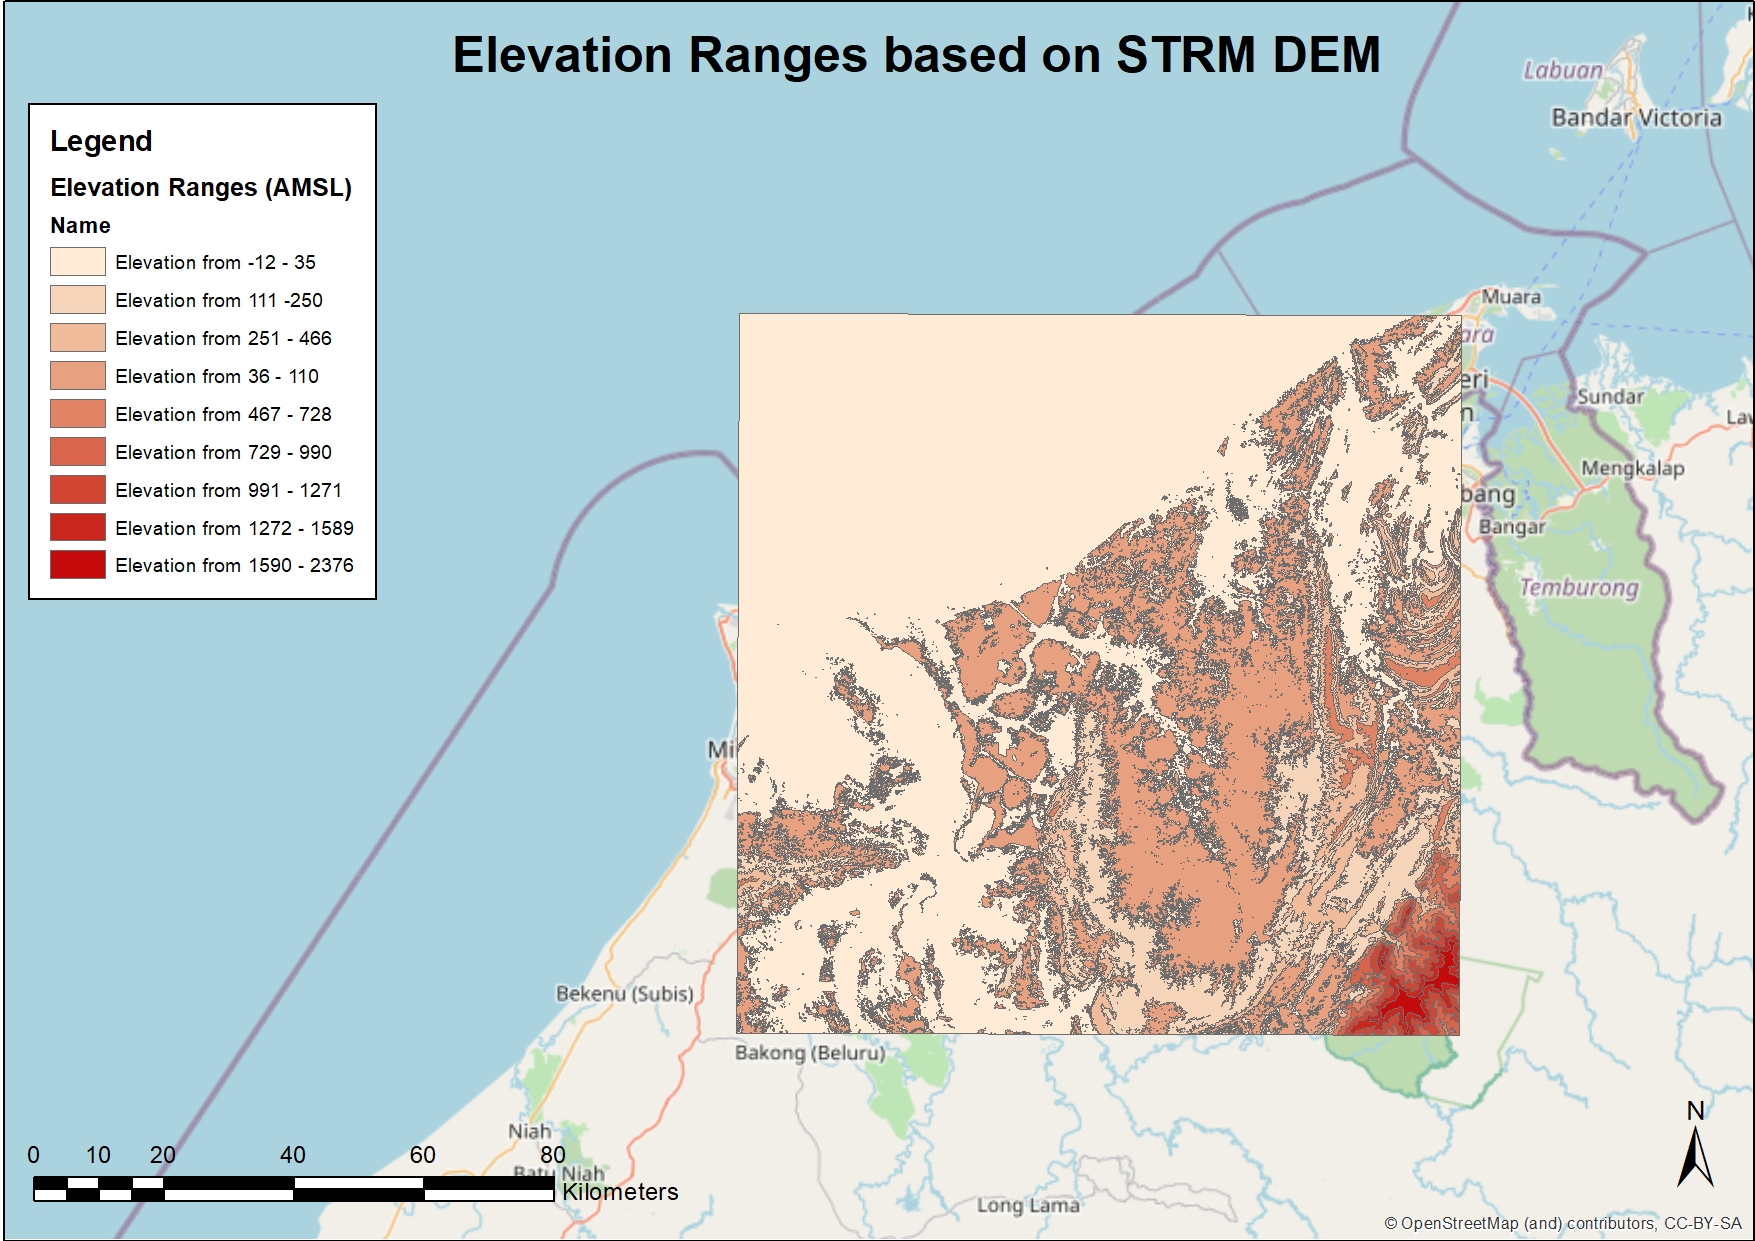 Elevation Ranges based on STRM DEM
Labuan
Bandar Victoria
Legend
Elevation Ranges (AMSL)
Name
Elevation from -12 - 35
Elevation from 111 -250
Elevation from 251 - 466
Elevation from 36 - 110
Elevation from 467 - 728
Elevation from 729 - 990
Elevation from 991 - 1271
Elevation from 1272 - 1589
Elevation from 1590 - 2376
Muara
ara
eri
n
Sundar
Law
Mengkalap
bang
Bangar
Temburong
Mi
Bekenu (Subis)
Bakong (Beluru)
Niah
Batu Niah
Long Lama
N
0 10 20 40 60 80
Kilometers
© OpenStreetMap (and) contributors, CC-BY-SA